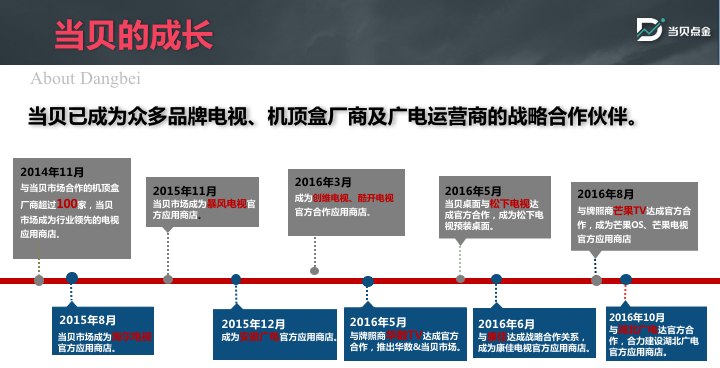 当贝的成长
当贝点金
About Dangbei
当贝已成为众多品牌电视、机顶盒厂商及广电运营商的战略合作伙伴。
2014年11月
与当贝市场合作的机顶盒
厂商超过100家，当贝
市场成为行业领先的电视
应用商店。
2015年11月
当贝市场成为暴风电视官
方应用商店。
2016年3月
成为创维电视、酷开电视
官方合作应用商店。
2016年5月
当贝桌面与松下电视达
成官方合作，成为松下电
视预装桌面。
2016年8月
与牌照商芒果TV达成官方合
作，成为芒果OS、芒果电视
官方应用商店
2015年8月
当贝市场成为
官方应用商店。
2015年12月
成为官方应用商店。
2016年5月
与牌照商华数TV达成官方
合作，推出华数&当贝市场。
2016年6月
与康佳达成战略合作关系，
成为康佳电视官方应用商店。
2016年10月
与湖北广电达官方合
作，合力建设湖北广电
官方应用商店。